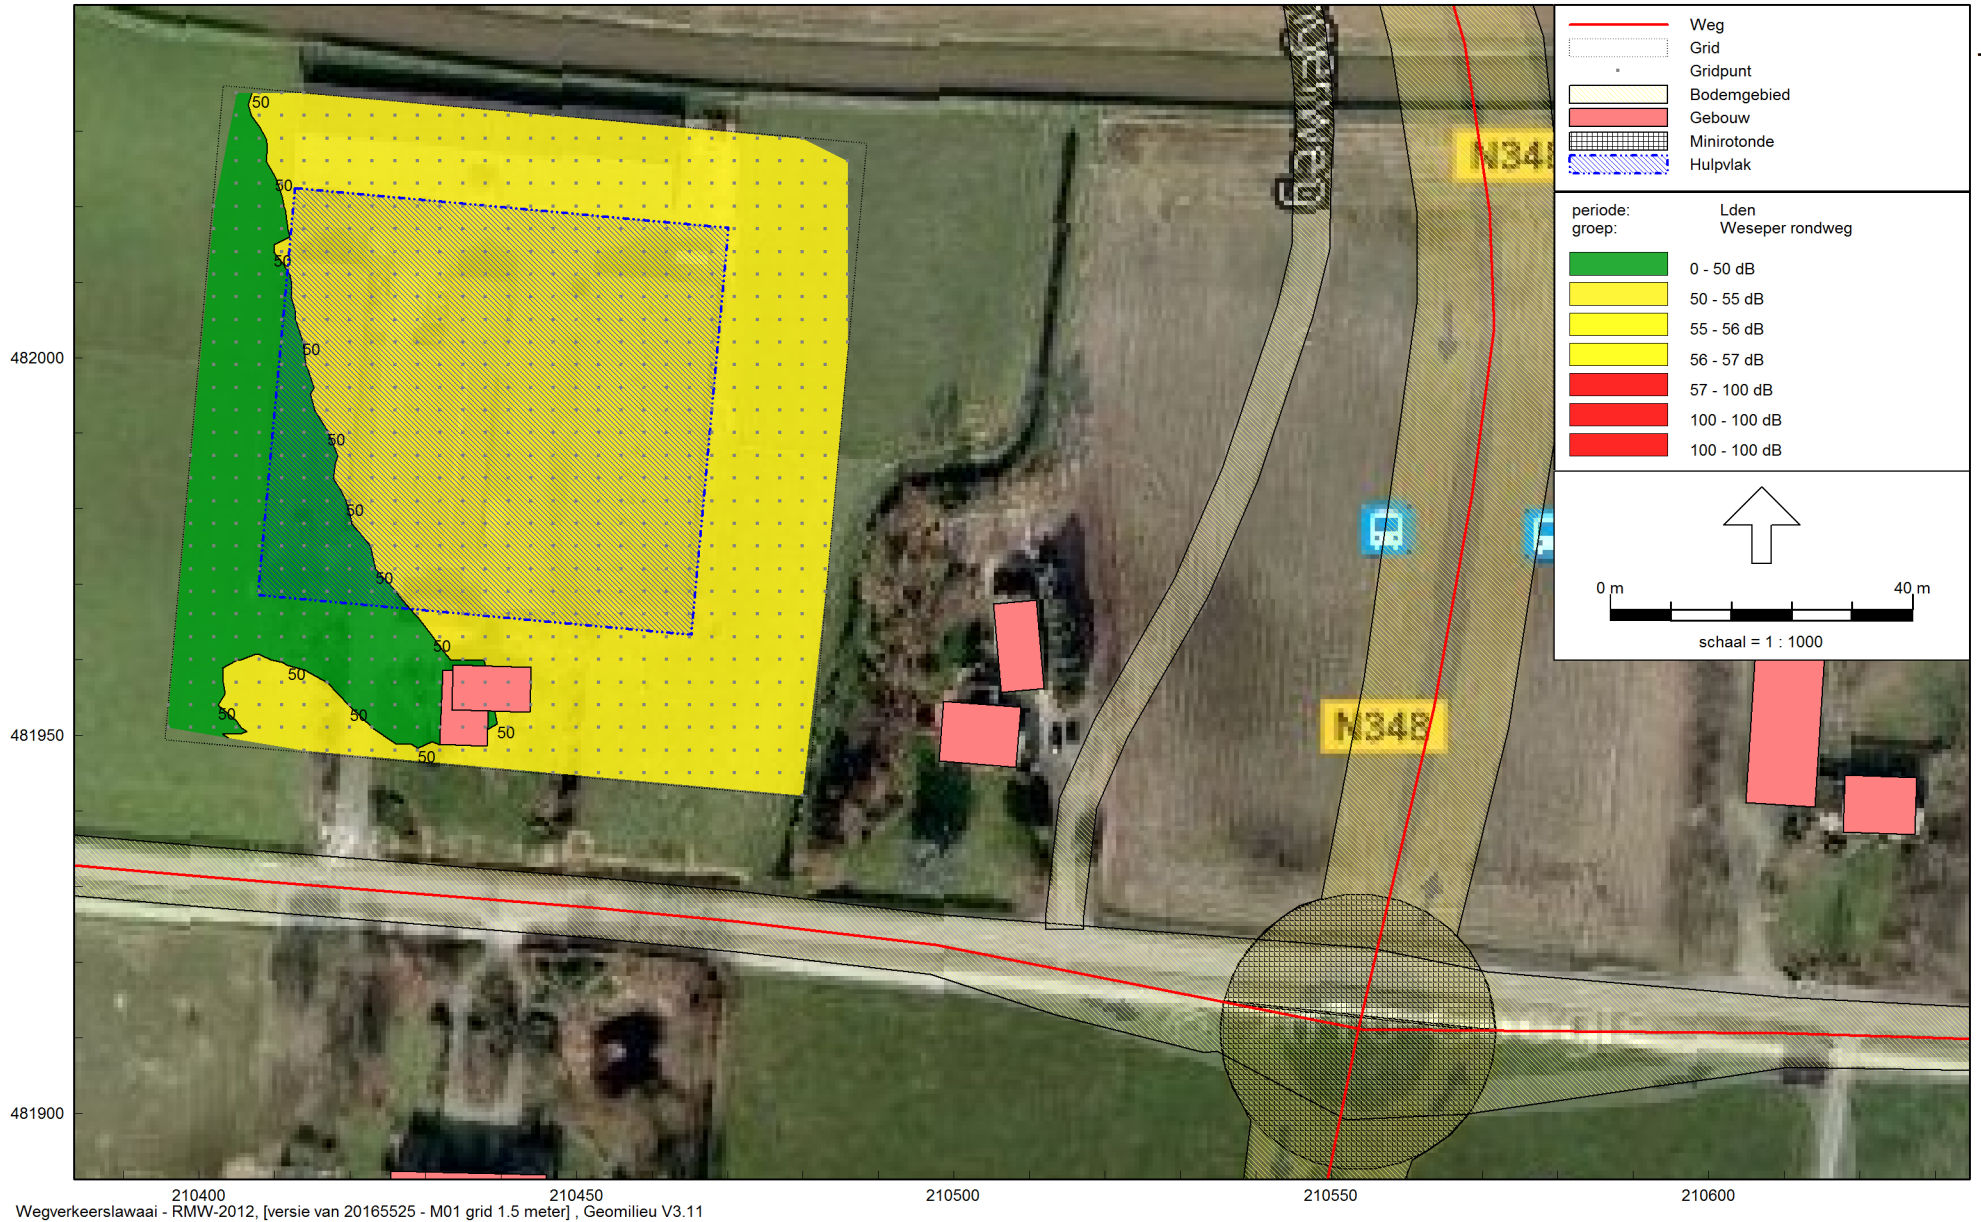 Weg
Grid
Gridpunt
Bodemgebied
Gebouw
Minirotonde
Hulpvlak
periode: Lden
groep: Weseper rondweg
0 - 50 dB
50 - 55 dB
55 - 56 dB
56 - 57 dB
57 - 100 dB
100 - 100 dB
100 - 100 dB
0 m 40 m
schaal = 1 : 1000
50
50
50
50
50
50
50
50
50
50
50
50
50
N348
N348
482000
481950
481900
210400 210450 210500 210550 210600
Wegverkeerslawaai - RMW-2012, [versie van 20165525 - M01 grid 1.5 meter] , Geomilieu V3.11